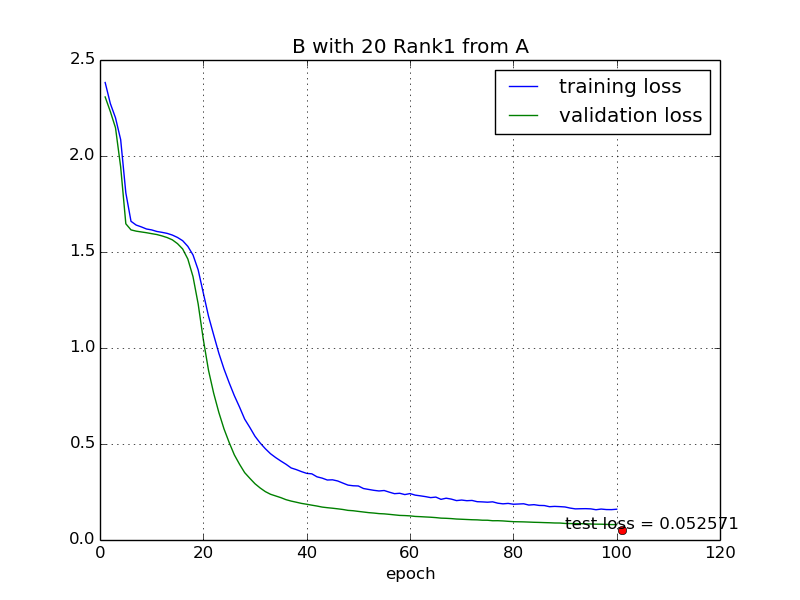 B with 20 Rank1 from A
training loss
validation loss
2.5
2.0
1.5
1.0
0.5
0.0
test loss = 0.052571
0 20 40 60 80 100 120
epoch